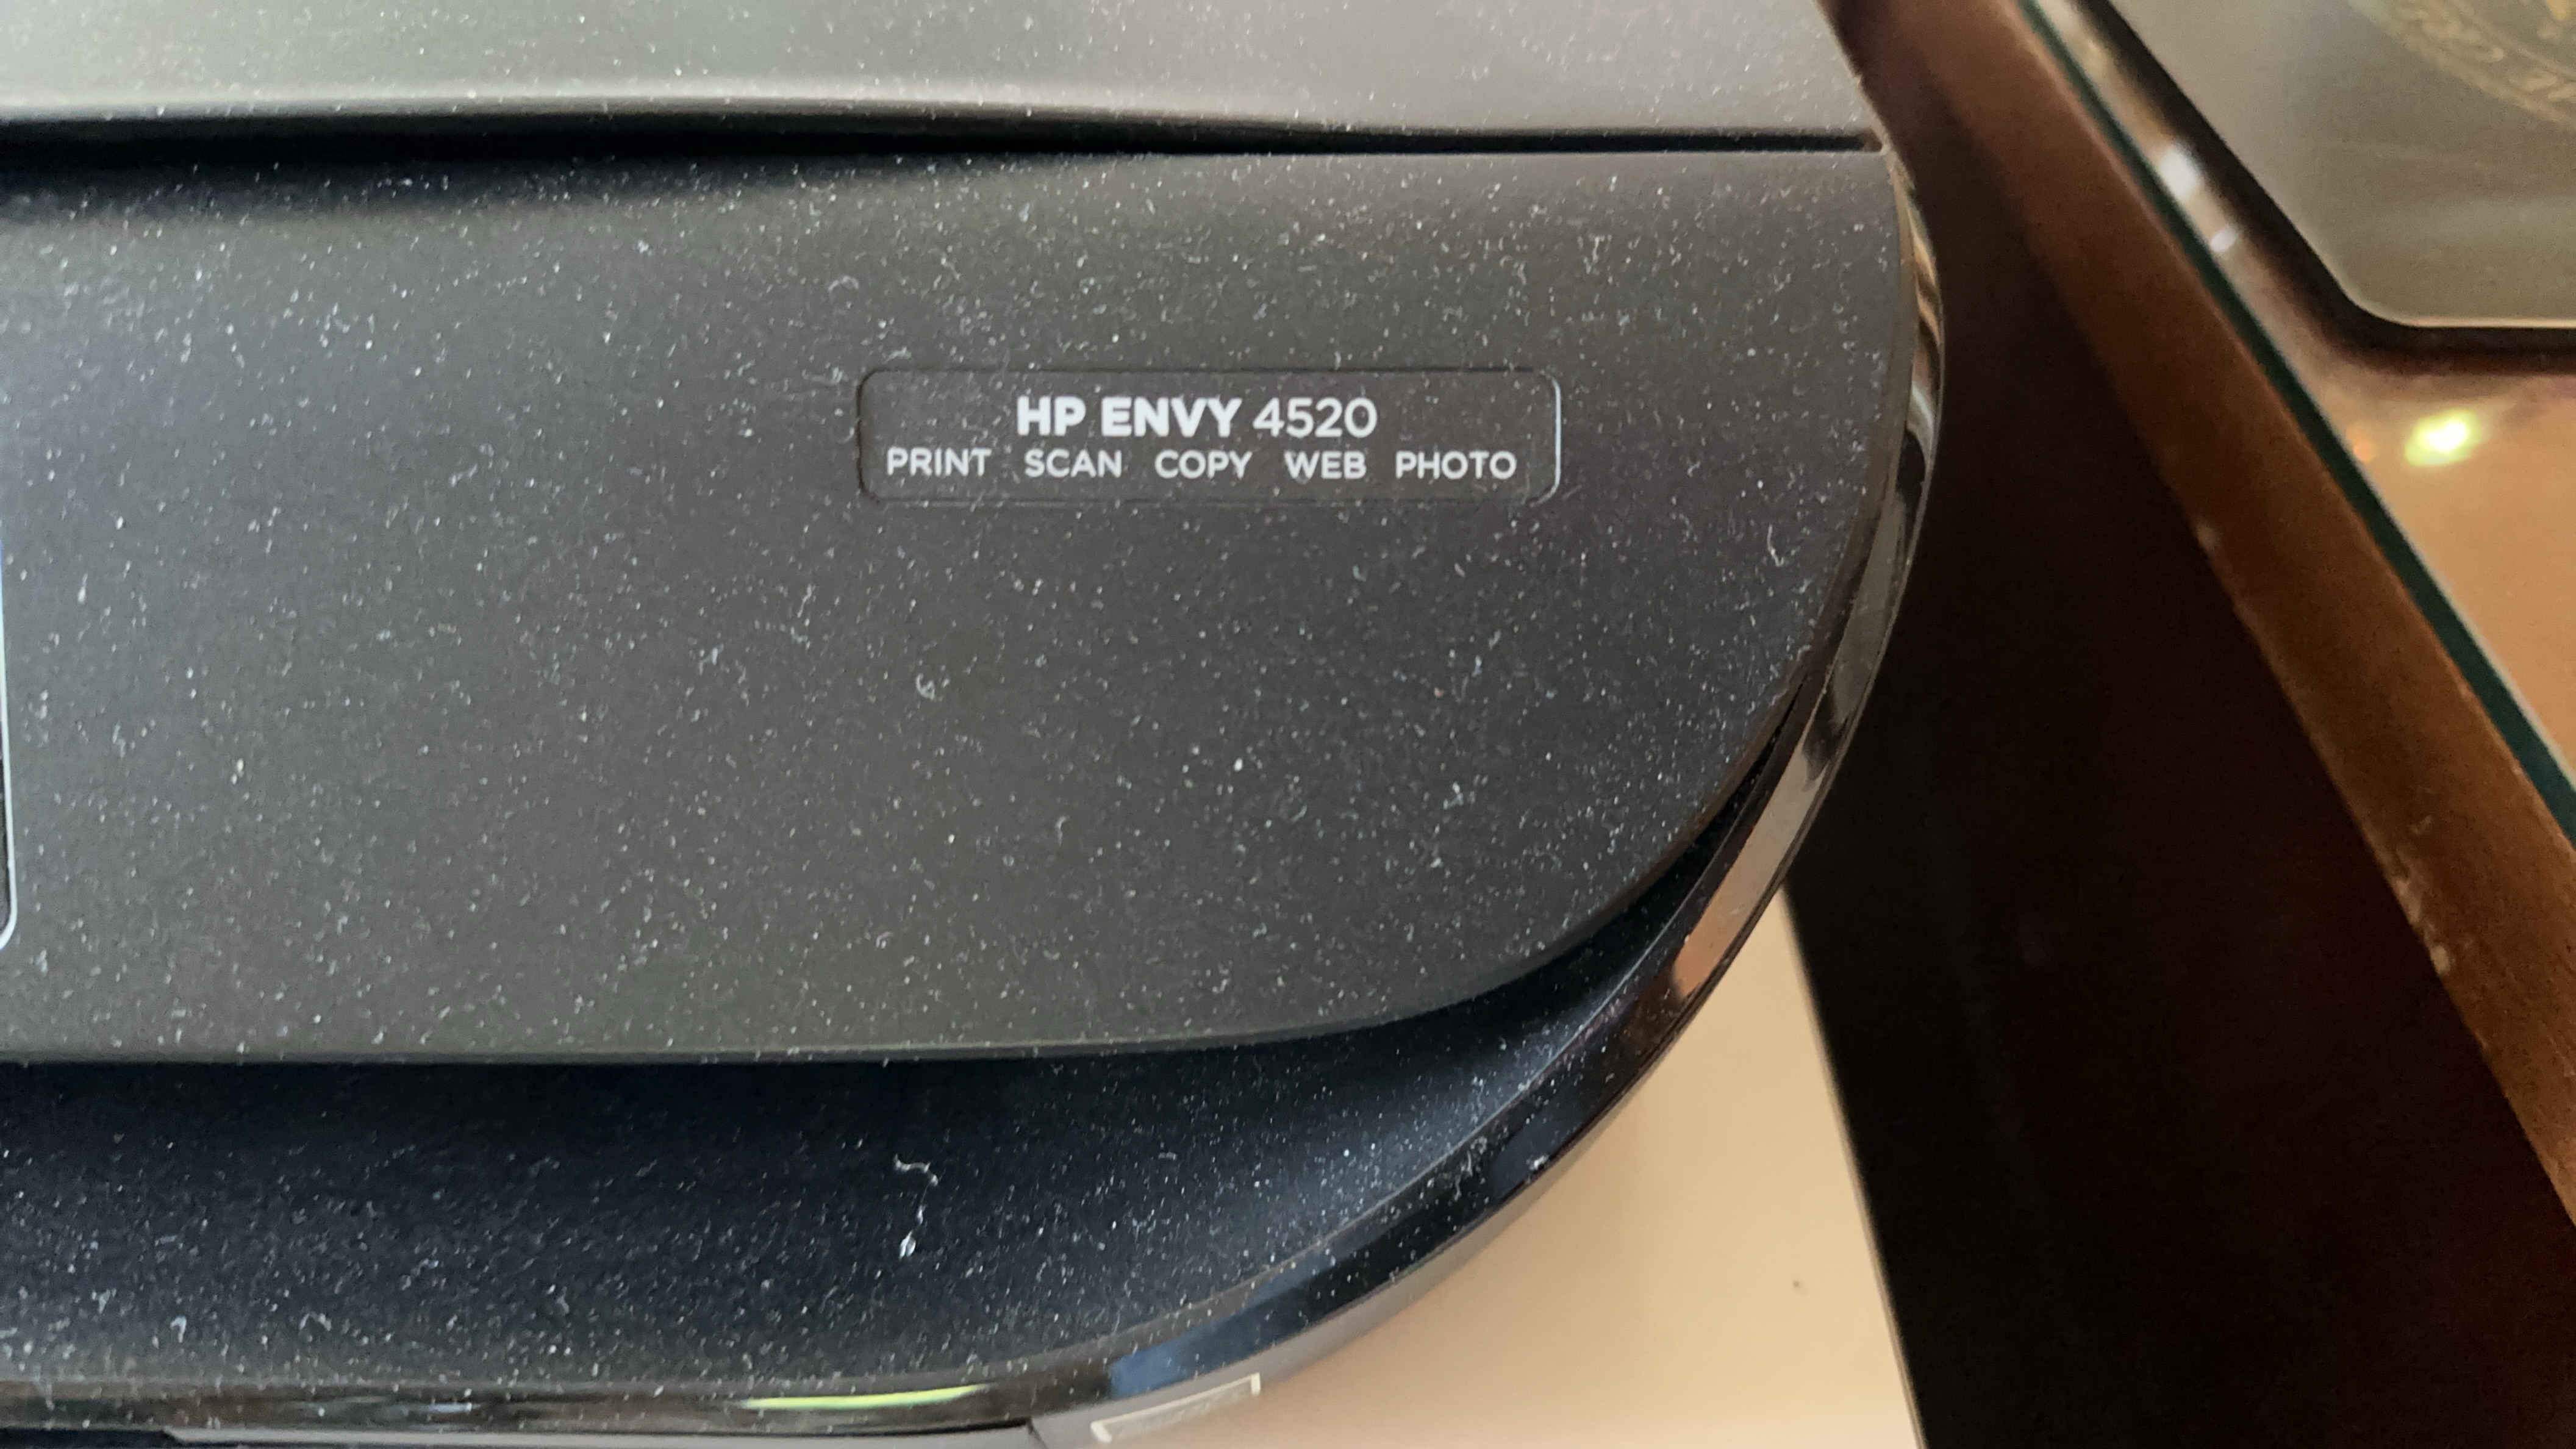 HP ENVY 4520
PRINT SCAN COPY WEB PHOTO